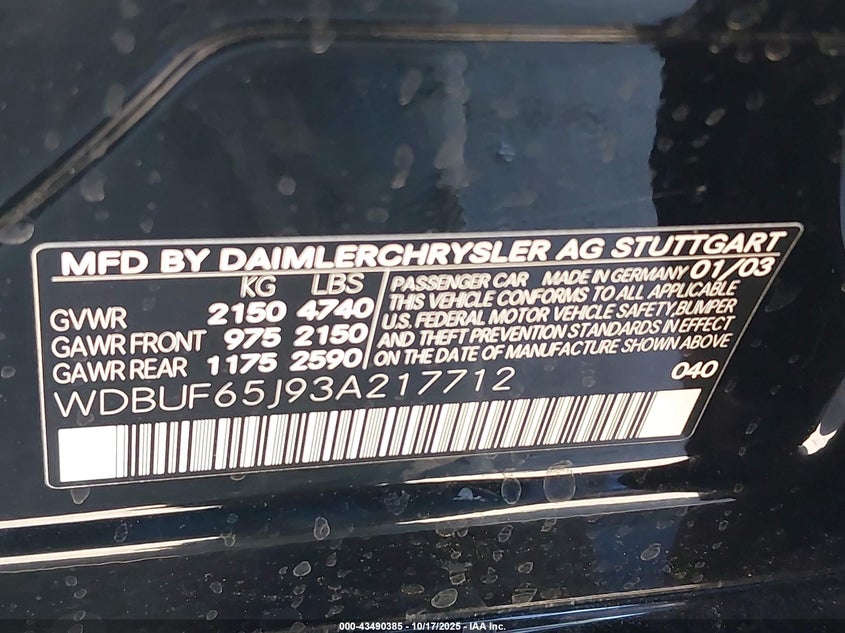 MFD BY DAIMLERCHRYSLER AG STUTTGART
KG LBS
GVWR 2150 4740
GAWR FRONT 975 2150
GAWR REAR 1175 2590
PASSENGER CAR MADE IN GERMANY 01/03
THIS VEHICLE CONFORMS TO ALL APPLICABLE
U.S. FEDERAL MOTOR VEHICLE SAFETY, BUMPER
AND THEFT PREVENTION STANDARDS IN EFFECT
ON THE DATE OF MANUFACTURE SHOWN ABOVE
040
WDBUF65J93A217712
000-43490385 - 10/17/2025 - IAA Inc.